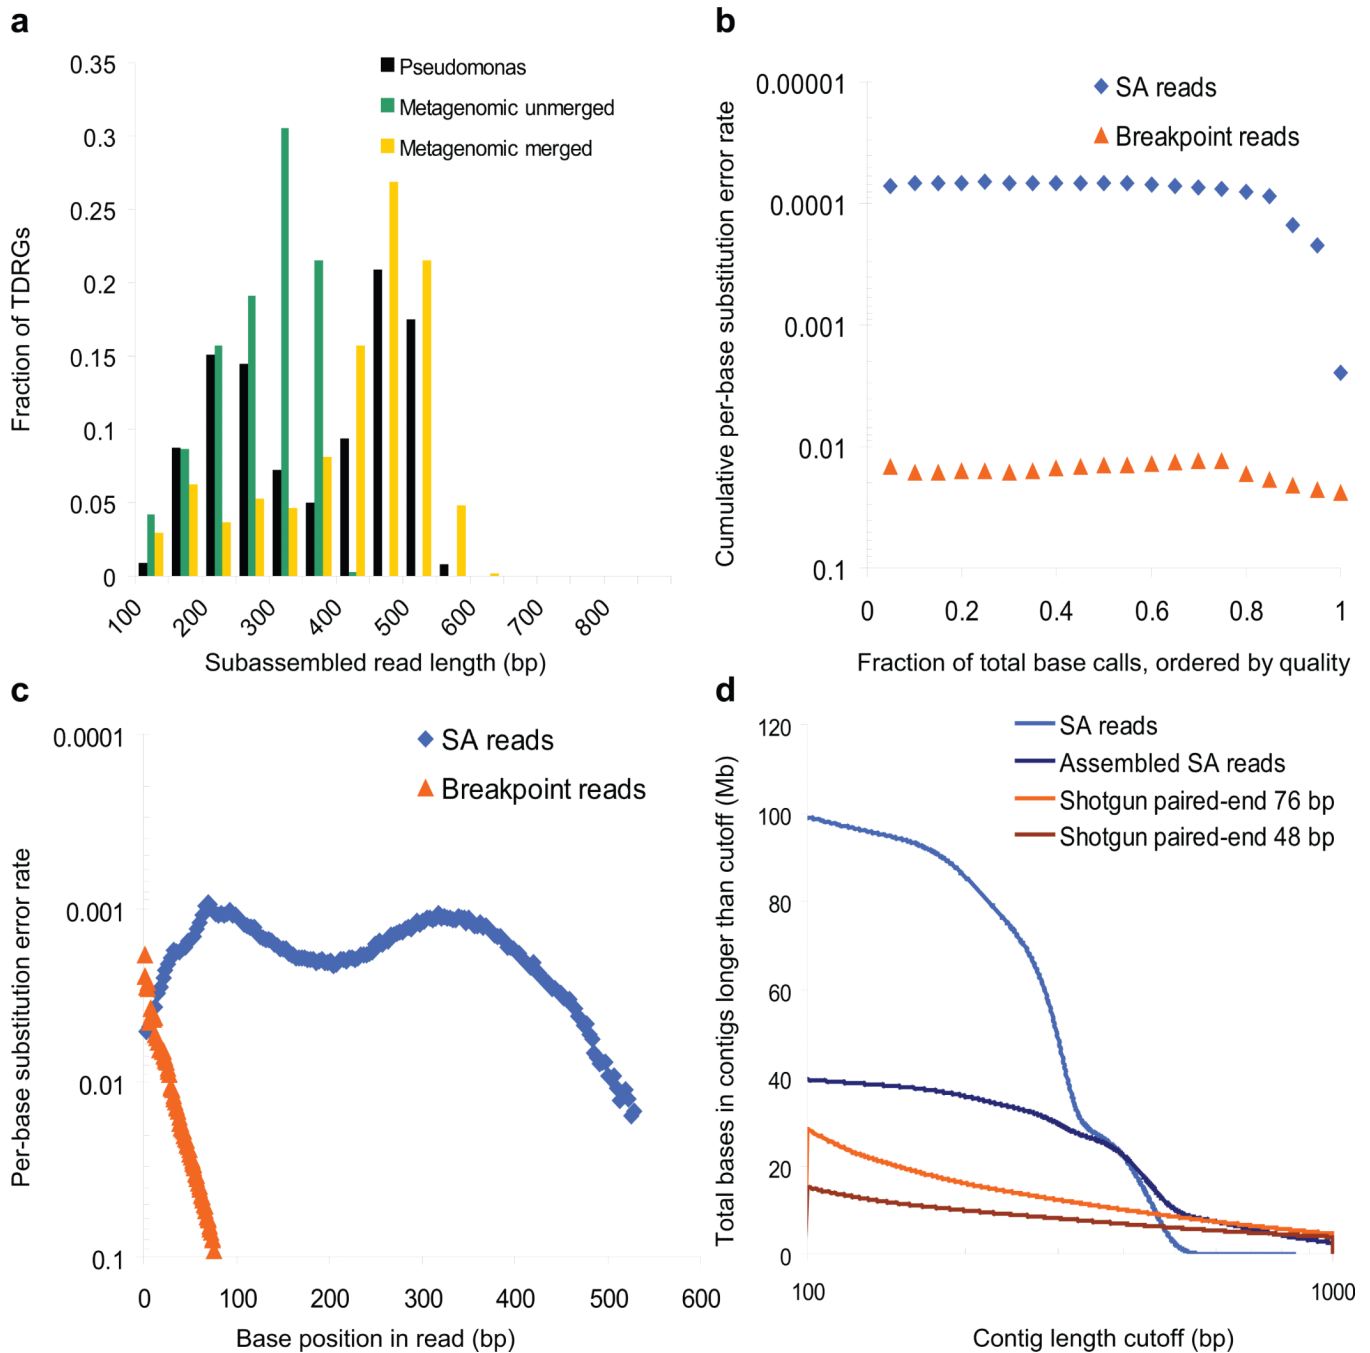 a
0.35
0.3
0.25
0.2
0.15
0.1
0.05
0
Fraction of TDRGs
Pseudomonas
Metagenomic unmerged
Metagenomic merged
100
200
300
400
500
600
700
800
Subassembled read length (bp)
b
0.00001
0.0001
0.001
0.01
0.1
Cumulative per-base substitution error rate
SA reads
Breakpoint reads
0
0.2
0.4
0.6
0.8
1
Fraction of total base calls, ordered by quality
c
0.0001
0.001
0.01
0.1
Per-base substitution error rate
SA reads
Breakpoint reads
0
100
200
300
400
500
600
Base position in read (bp)
d
120
100
80
60
40
20
0
Total bases in contigs longer than cutoff (Mb)
SA reads
Assembled SA reads
Shotgun paired-end 76 bp
Shotgun paired-end 48 bp
100
1000
Contig length cutoff (bp)